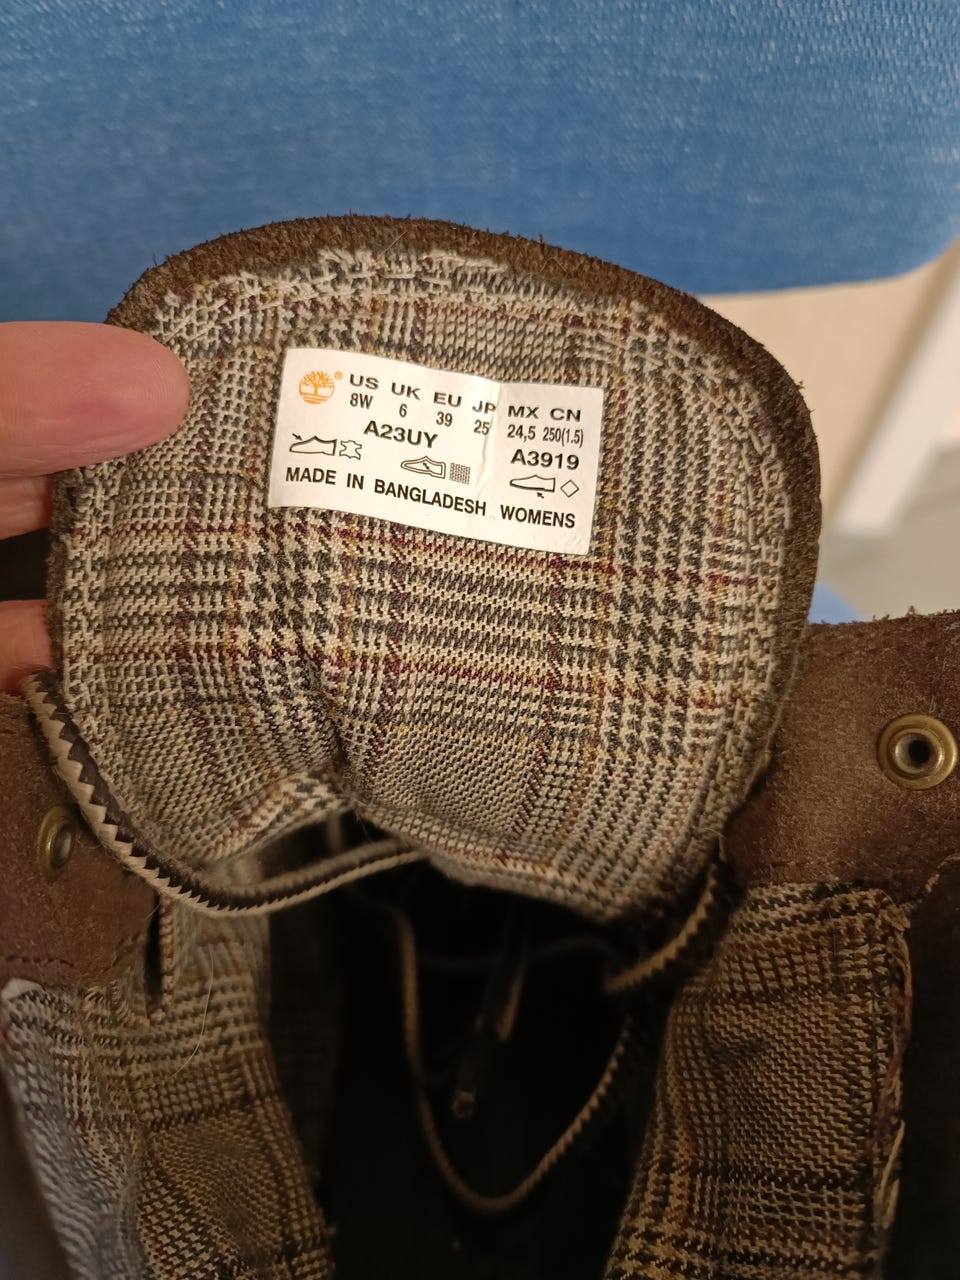 ® US UK EU JP MX CN
8W 6 39 25 24,5 250(1.5)
A23UY A3919
MADE IN BANGLADESH WOMENS